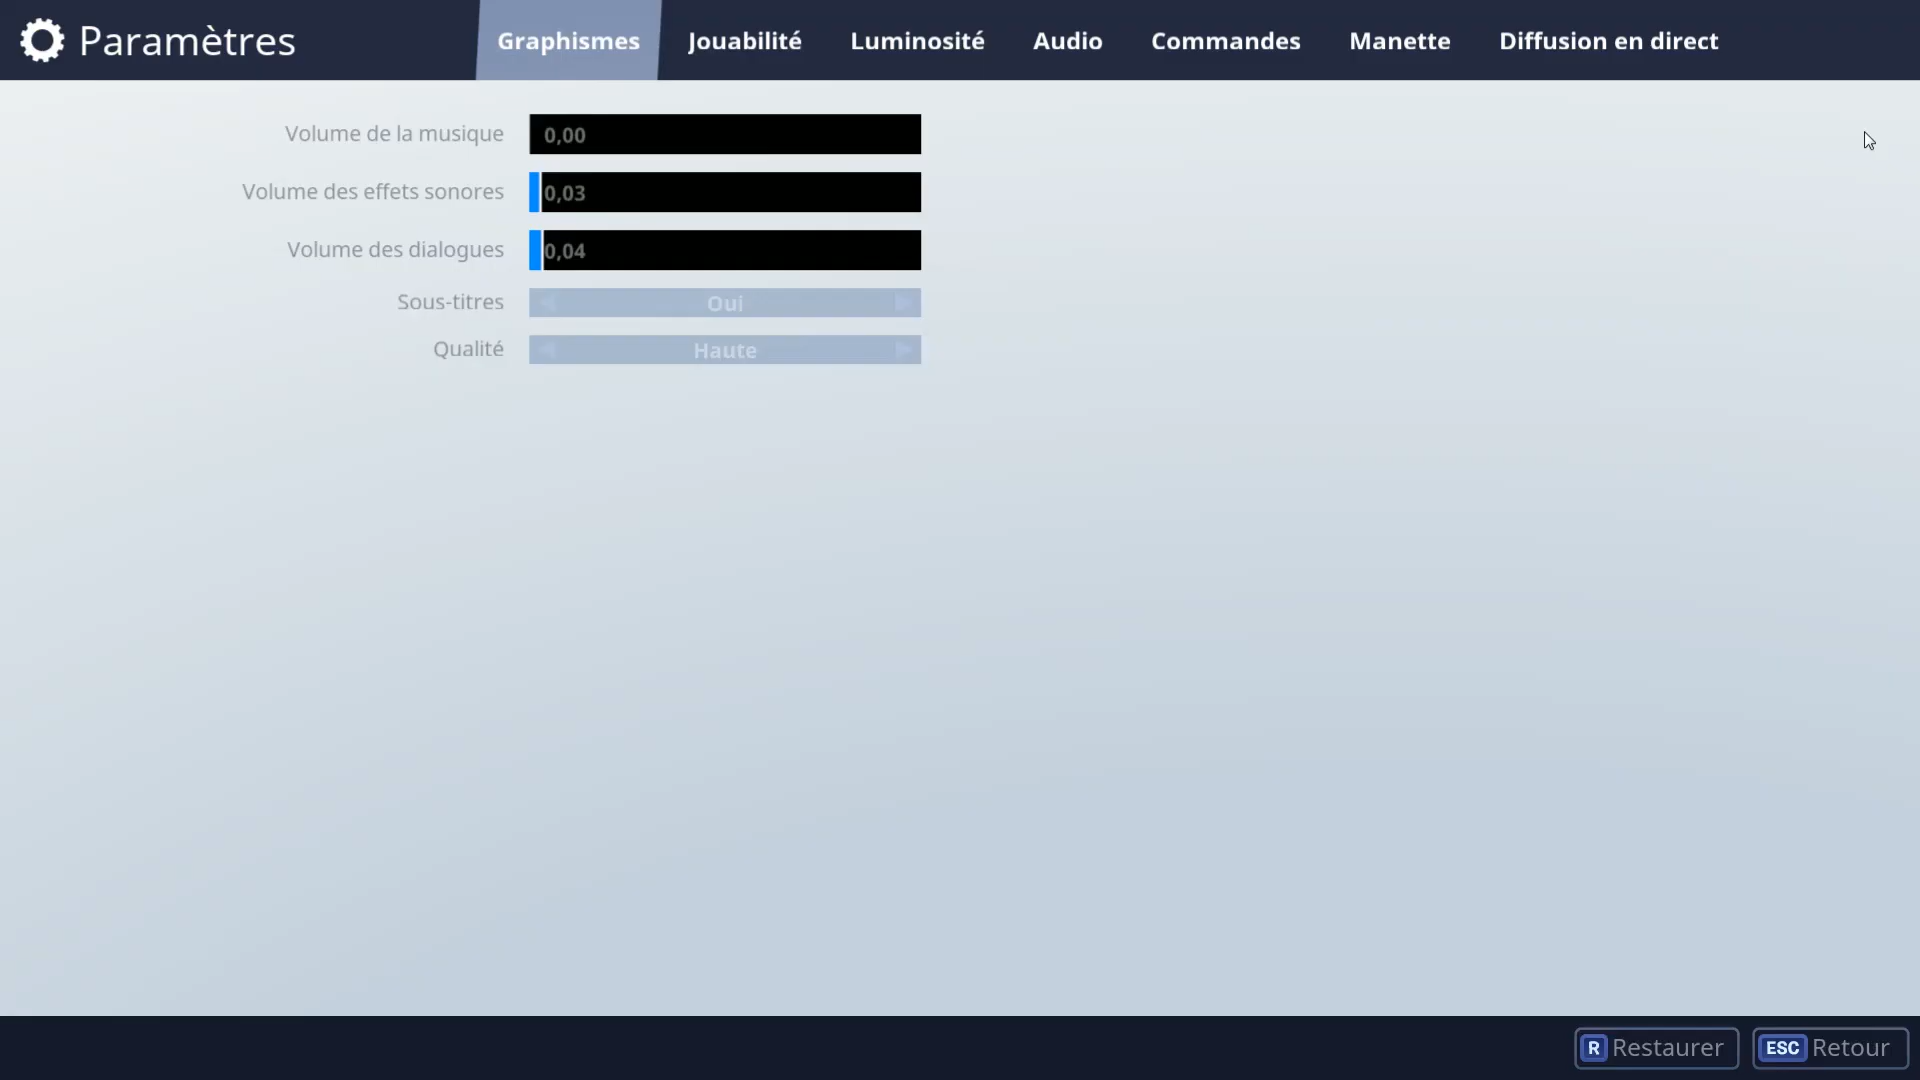 Paramètres
Graphismes Jouabilité Luminosité Audio Commandes Manette Diffusion en direct
Volume de la musique 0,00
Volume des effets sonores 0,03
Volume des dialogues 0,04
Sous-titres Oui
Qualité Haute
R Restaurer ESC Retour